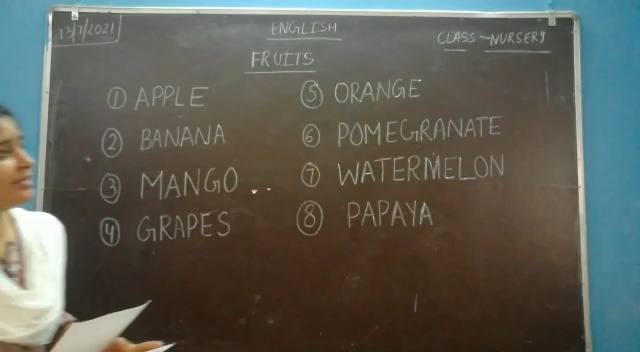 13/7/2021
ENGLISH
CLASS - NURSERY
FRUITS
① APPLE
② BANANA
③ MANGO
④ GRAPES
⑤ ORANGE
⑥ POMEGRANATE
⑦ WATERMELON
⑧ PAPAYA